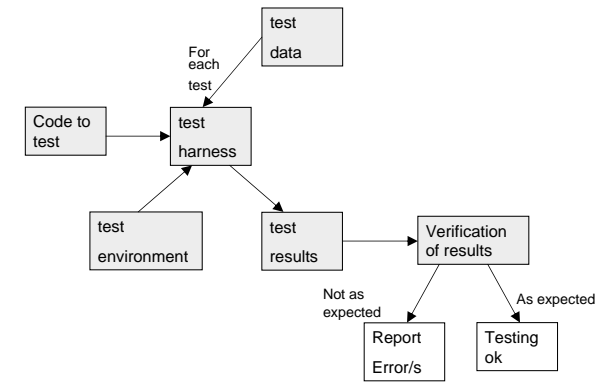 test
data
For
each
test
Code to
test
test
harness
test
environment
test
results
Verification
of results
Not as
expected
As expected
Report
Error/s
Testing
ok